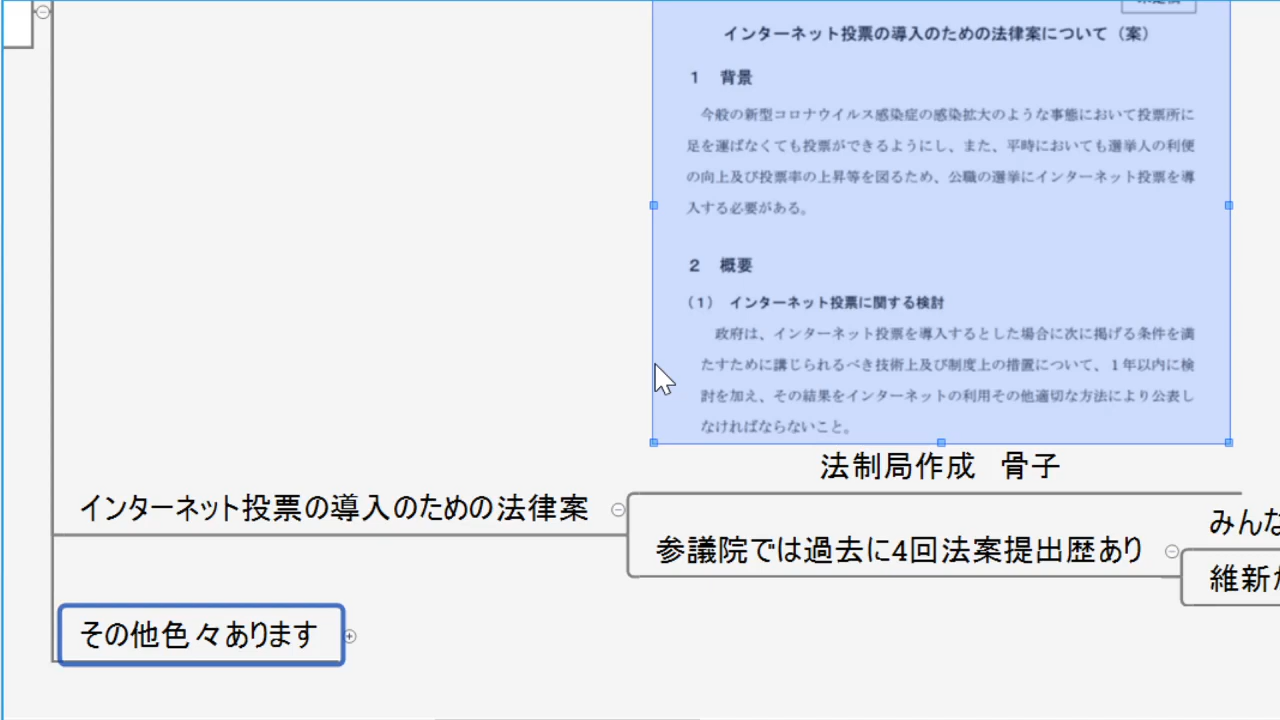 インターネット投票の導入のための法律案について（案）
１　背景
今般の新型コロナウイルス感染症の感染拡大のような事態において投票所に
足を運ばなくても投票ができるようにし、また、平時においても選挙人の利便
の向上及び投票率の上昇等を図るため、公職の選挙にインターネット投票を導
入する必要がある。
２　概要
（１）　インターネット投票に関する検討
政府は、インターネット投票を導入するとした場合に次に掲げる条件を満
たすために講じられるべき技術上及び制度上の措置について、１年以内に検
討を加え、その結果をインターネットの利用その他適切な方法により公表し
なければならないこと。
法制局作成　骨子
インターネット投票の導入のための法律案
参議院では過去に4回法案提出歴あり
みんな
維新
その他色々あります